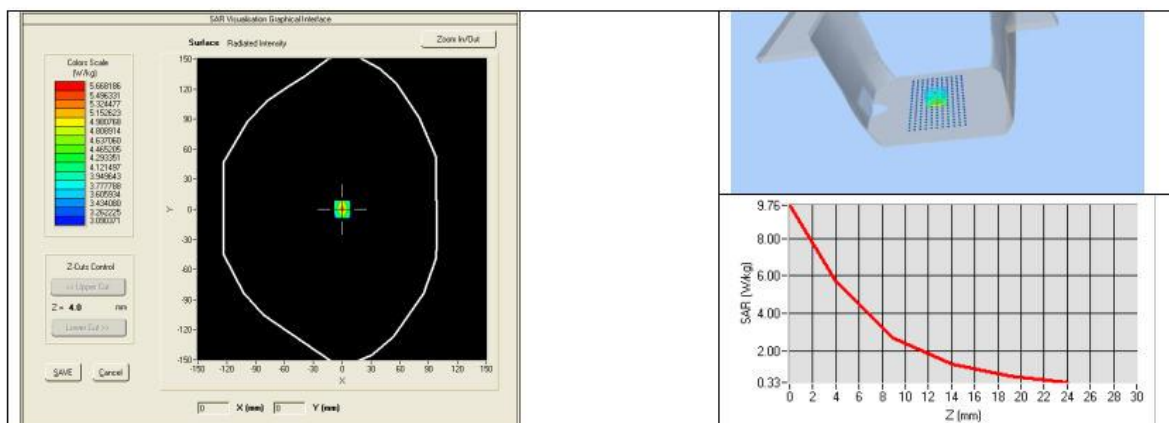 SAR Visualisation Graphical Interface
Surface Radiated Intensity
Zoom In/Out
Colors Scale
(W/kg)
5.668186
5.496331
5.324477
5.152623
4.980768
4.808914
4.637060
4.465205
4.293351
4.121497
3.949643
3.777788
3.605934
3.434080
3.262225
3.090371
Z-Cuts Control
<< Upper Cut
Z = 4.0 mm
Lower Cut >>
SAVE Cancel
150
120
90
60
30
0
-30
-60
-90
-120
-150
Y
-150 -120 -90 -60 -30 0 30 60 90 120 150
X
0 X (mm) 0 Y (mm)
9.76
8.00
6.00
4.00
2.00
0.33
SAR (W/kg)
0 2 4 6 8 10 12 14 16 18 20 22 24 26 28 30
Z (mm)